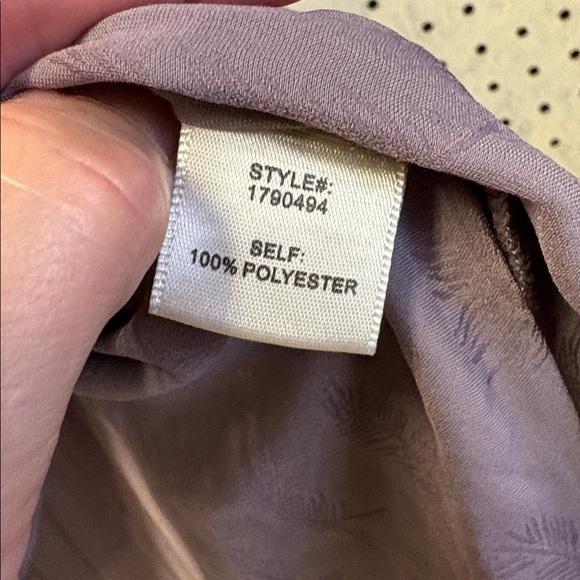 STYLE#:
1790494
SELF:
100% POLYESTER